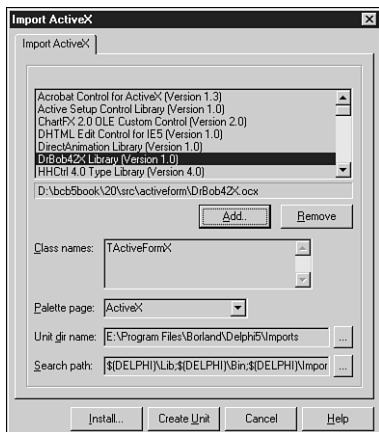 Import ActiveX
Import ActiveX
Acrobat Control for ActiveX (Version 1.3)
Active Setup Control Library (Version 1.0)
ChartFX 2.0 OLE Custom Control (Version 2.0)
DHTML Edit Control for IE5 (Version 1.0)
DirectAnimation Library (Version 1.0)
DrBob42X Library (Version 1.0)
HHCtrl 4.0 Type Library (Version 4.0)
D:\bcb5book\20\src\activeform\DrBob42X.ocx
Add...
Remove
Class names: TActiveFormX
Palette page: ActiveX
Unit dir name: E:\Program Files\Borland\Delphi5\Imports ...
Search path: $(DELPHI)\Lib;$(DELPHI)\Bin;$(DELPHI)\Impor ...
Install... Create Unit Cancel Help